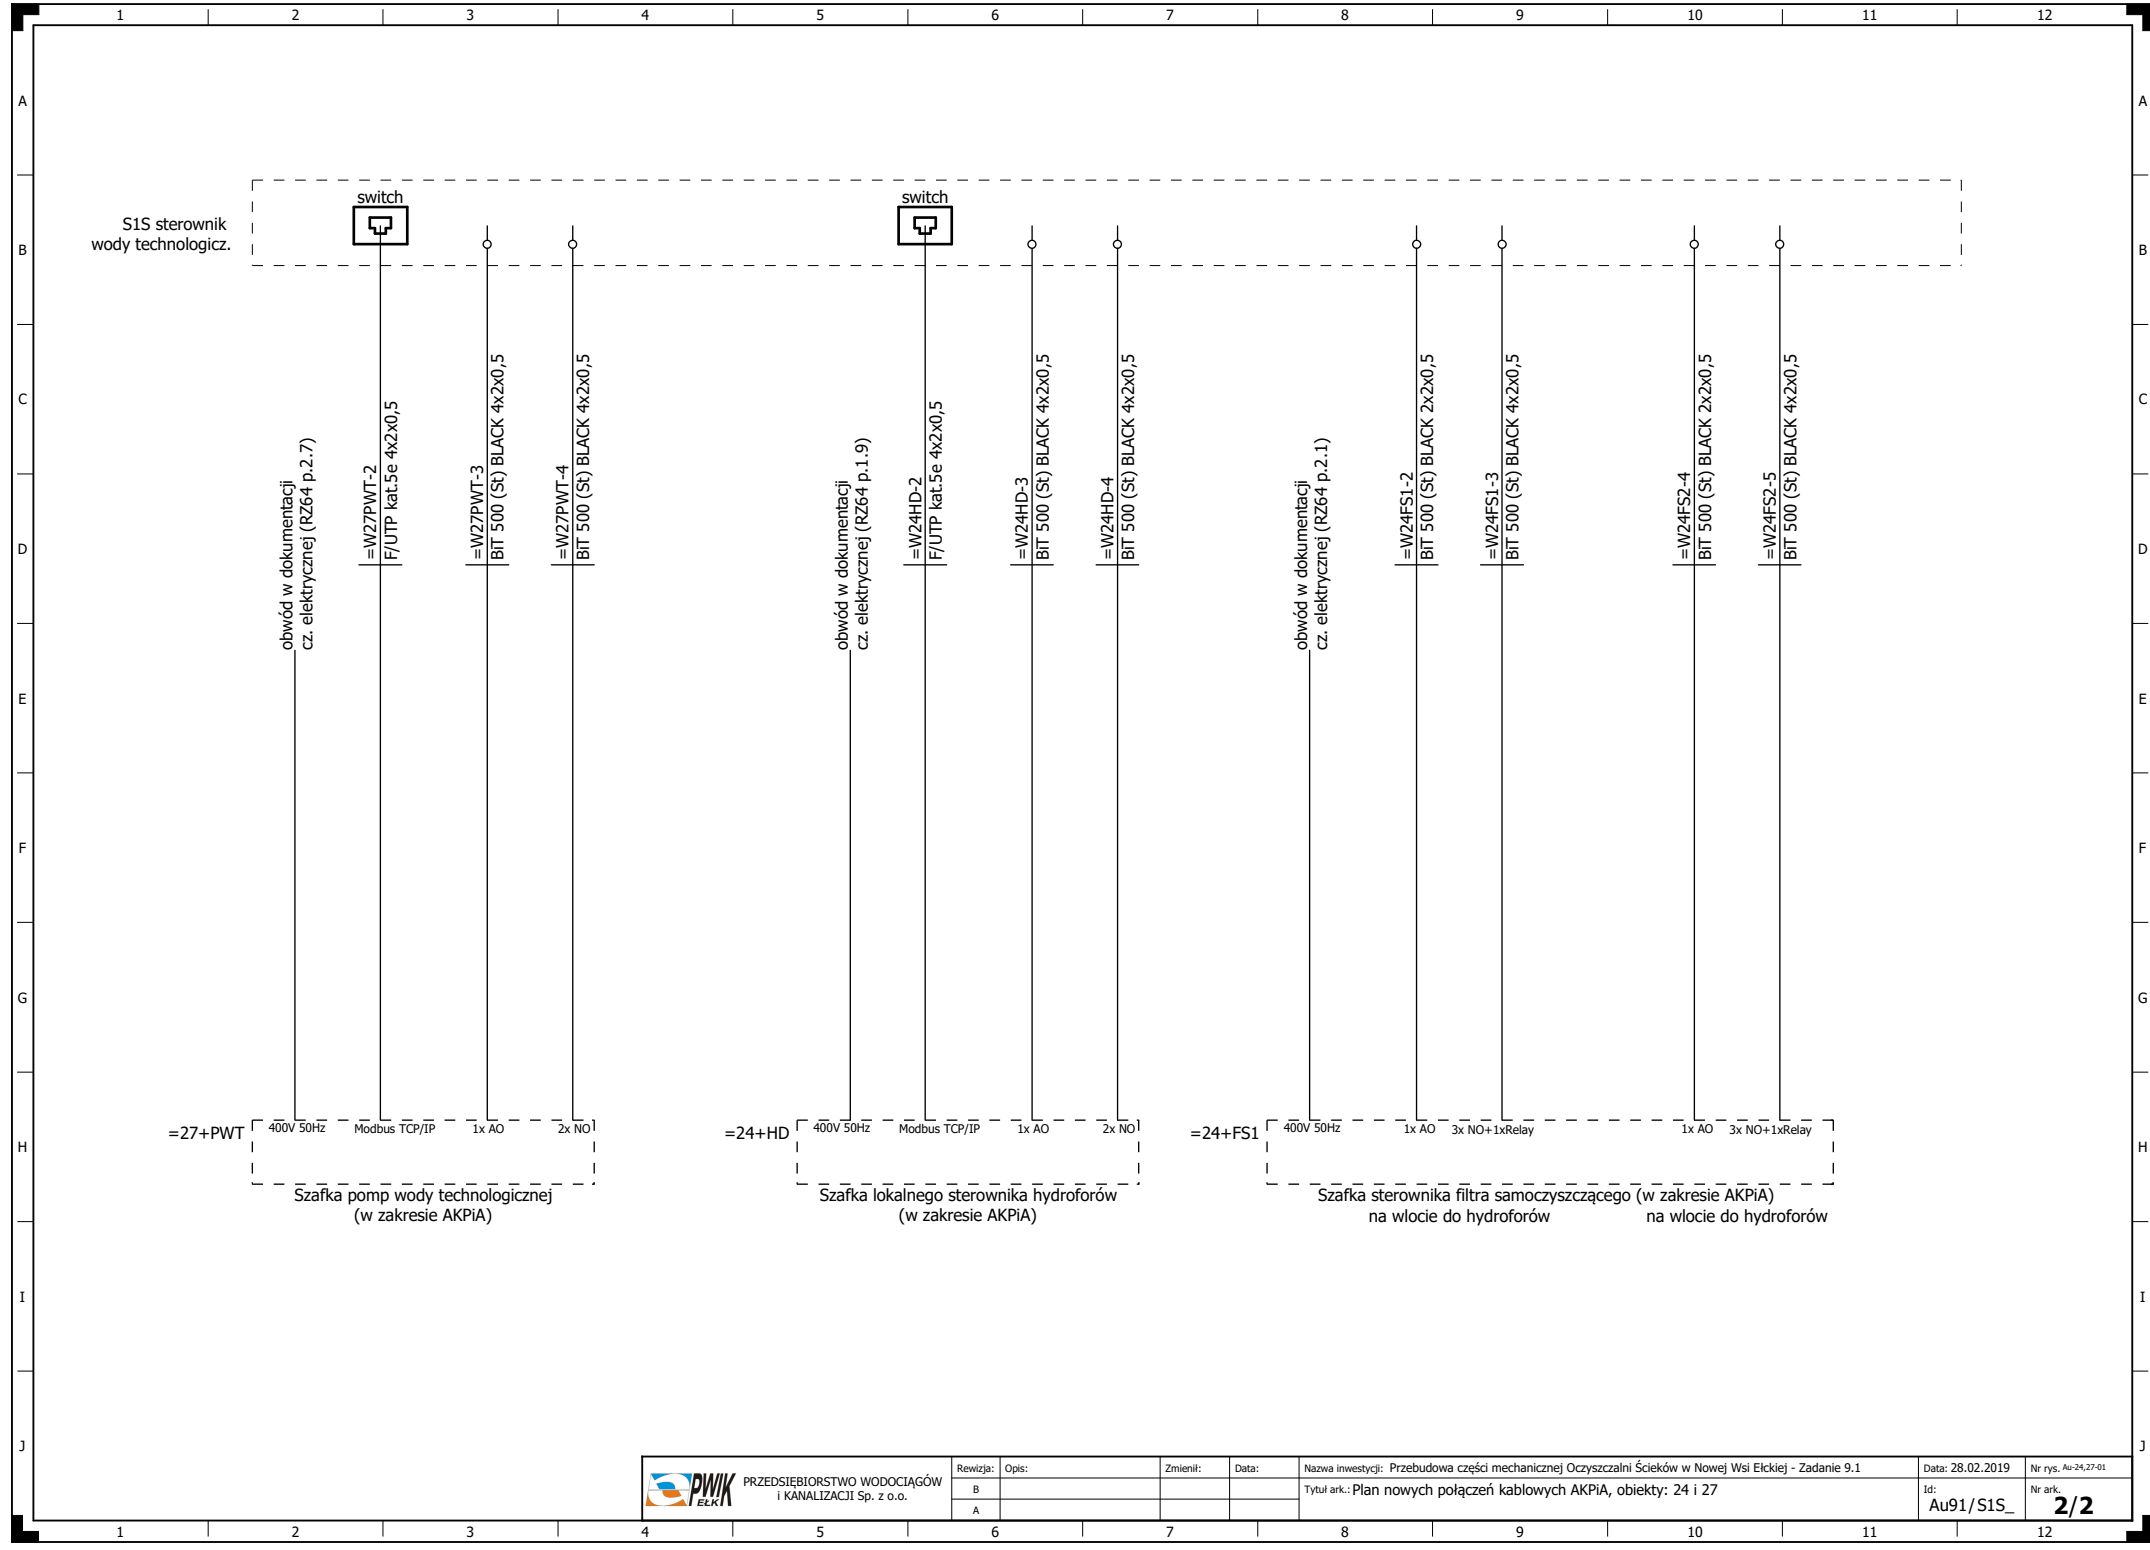 1 2 3 4 5 6 7 8 9 10 11 12
A A
B B
C C
D D
E E
F F
G G
H H
I I
J J
S1S sterownik
wody technologicz.
switch
switch
obwód w dokumentacji
cz. elektrycznej (RZ64 p.2.7)
=W27PWT-2
F/UTP kat.5e 4x2x0,5
=W27PWT-3
BiT 500 (St) BLACK 4x2x0,5
=W27PWT-4
BiT 500 (St) BLACK 4x2x0,5
obwód w dokumentacji
cz. elektrycznej (RZ64 p.1.9)
=W24HD-2
F/UTP kat.5e 4x2x0,5
=W24HD-3
BiT 500 (St) BLACK 4x2x0,5
=W24HD-4
BiT 500 (St) BLACK 4x2x0,5
obwód w dokumentacji
cz. elektrycznej (RZ64 p.2.1)
=W24FS1-2
BiT 500 (St) BLACK 2x2x0,5
=W24FS1-3
BiT 500 (St) BLACK 4x2x0,5
=W24FS2-4
BiT 500 (St) BLACK 2x2x0,5
=W24FS2-5
BiT 500 (St) BLACK 4x2x0,5
=27+PWT
400V 50Hz Modbus TCP/IP 1x AO 2x NO
Szafka pomp wody technologicznej
(w zakresie AKPiA)
=24+HD
400V 50Hz Modbus TCP/IP 1x AO 2x NO
Szafka lokalnego sterownika hydroforów
(w zakresie AKPiA)
=24+FS1
400V 50Hz 1x AO 3x NO+1xRelay 1x AO 3x NO+1xRelay
Szafka sterownika filtra samoczyszczącego (w zakresie AKPiA)
na wlocie do hydroforów na wlocie do hydroforów
PWIK
EŁK
PRZEDSIĘBIORSTWO WODOCIĄGÓW
i KANALIZACJI Sp. z o.o.
Rewizja: Opis: Zmienił: Data:
B
A
Nazwa inwestycji: Przebudowa części mechanicznej Oczyszczalni Ścieków w Nowej Wsi Ełckiej - Zadanie 9.1
Tytuł ark.: Plan nowych połączeń kablowych AKPiA, obiekty: 24 i 27
Data: 28.02.2019
Nr rys. Au-24,27-01
Id:
Au91/S1S_
Nr ark.
2/2
1 2 3 4 5 6 7 8 9 10 11 12